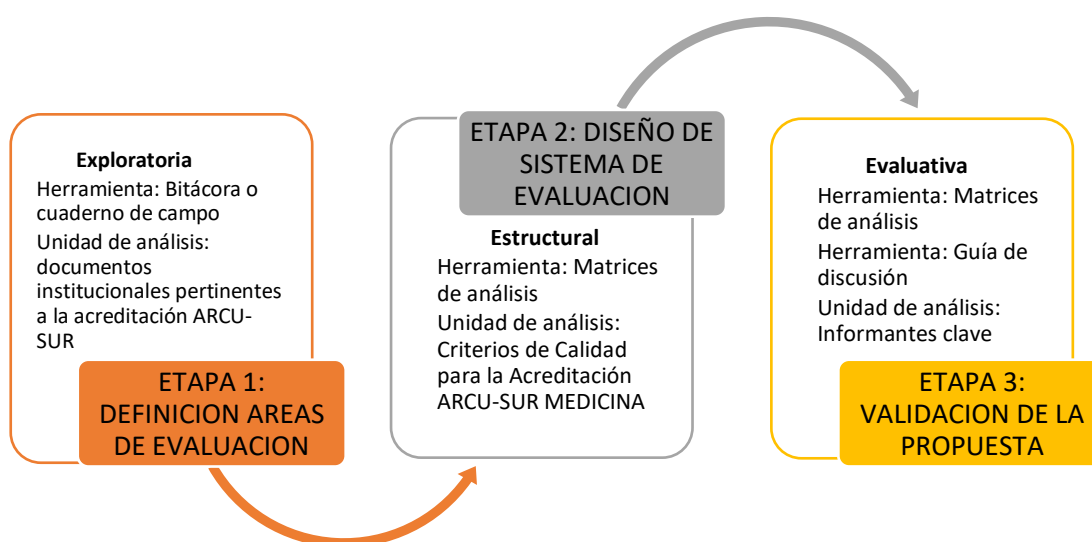 Exploratoria
Herramienta: Bitácora o
cuaderno de campo
Unidad de análisis:
documentos
institucionales pertinentes
a la acreditación ARCU-
SUR
ETAPA 1:
DEFINICION AREAS
DE EVALUACION
ETAPA 2: DISEÑO DE
SISTEMA DE
EVALUACION
Estructural
Herramienta: Matrices
de análisis
Unidad de análisis:
Criterios de Calidad
para la Acreditación
ARCU-SUR MEDICINA
Evaluativa
Herramienta: Matrices
de análisis
Herramienta: Guía de
discusión
Unidad de análisis:
Informantes clave
ETAPA 3:
VALIDACION DE LA
PROPUESTA